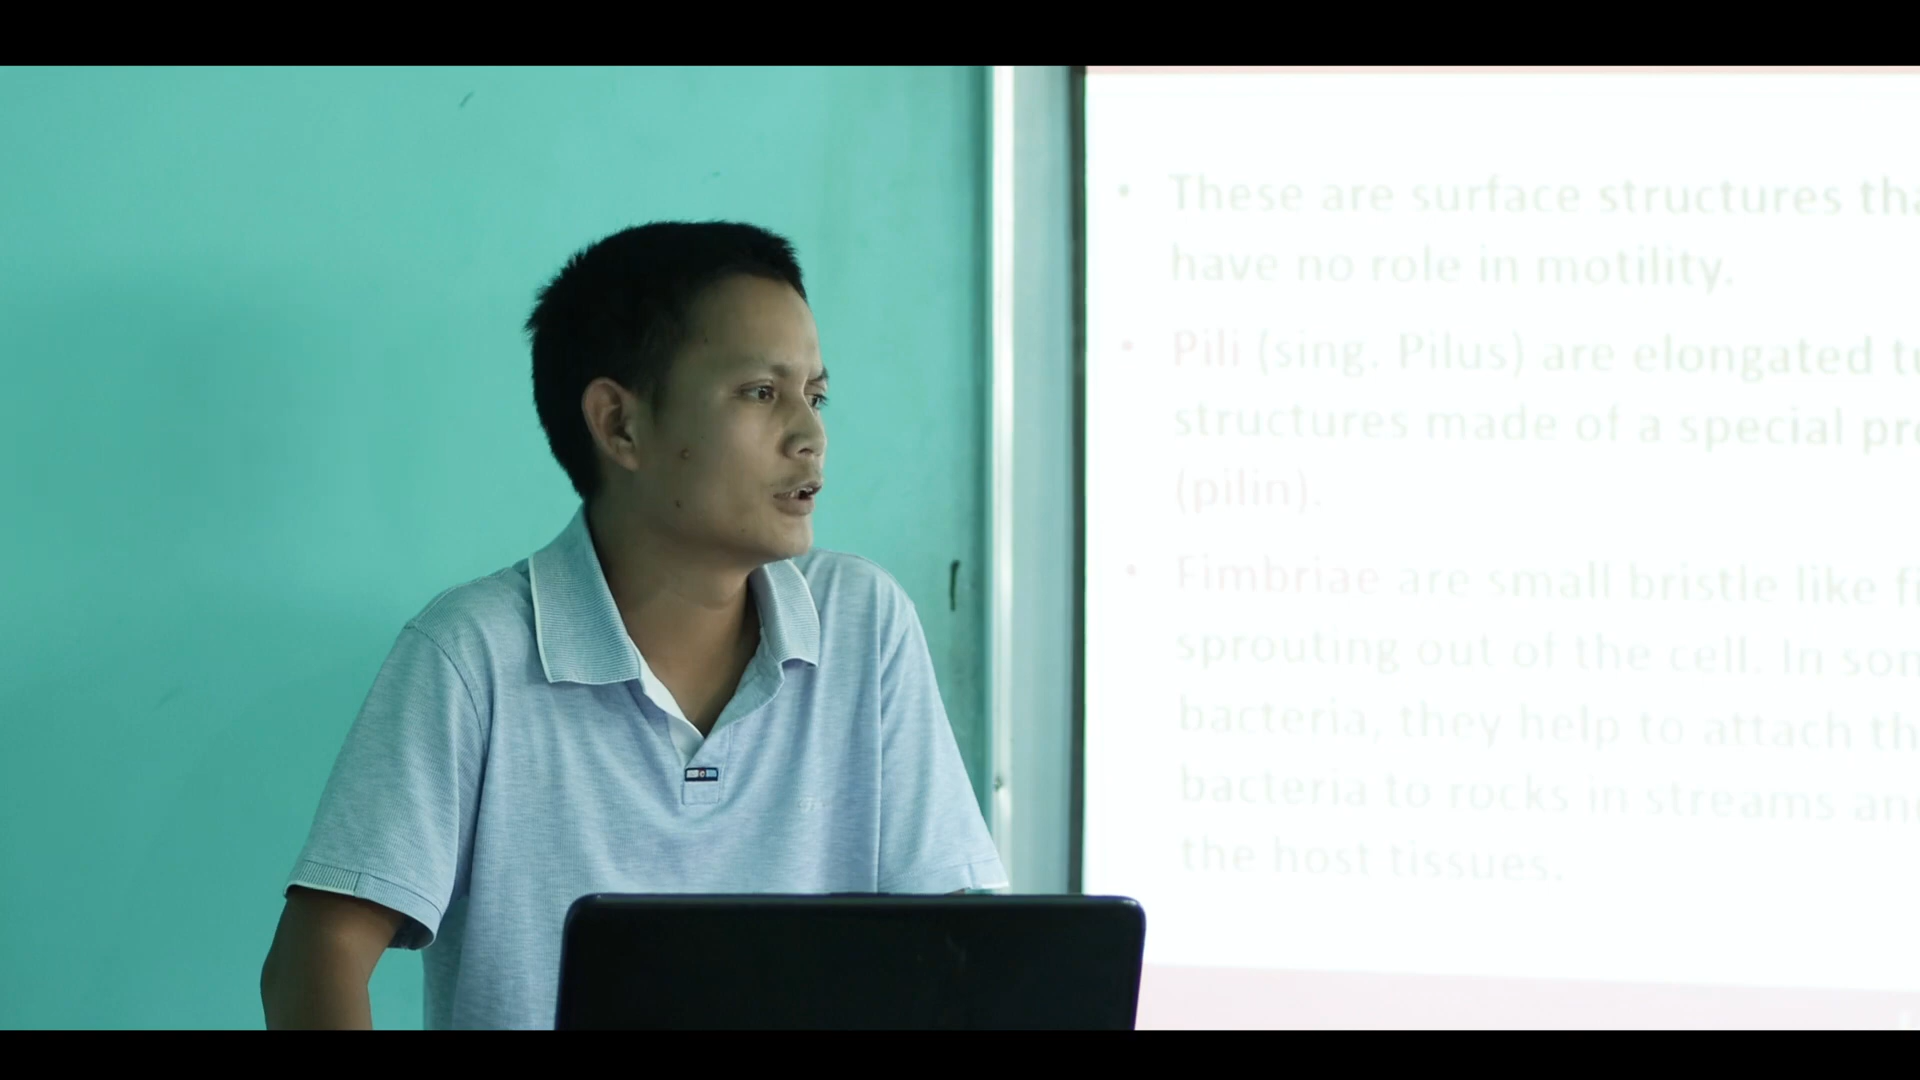 • These are surface structures tha
have no role in motility.
• Pili (sing. Pilus) are elongated tu
structures made of a special pro
(pilin).
• Fimbriae are small bristle like fi
sprouting out of the cell. In som
bacteria, they help to attach th
bacteria to rocks in streams an
the host tissues.